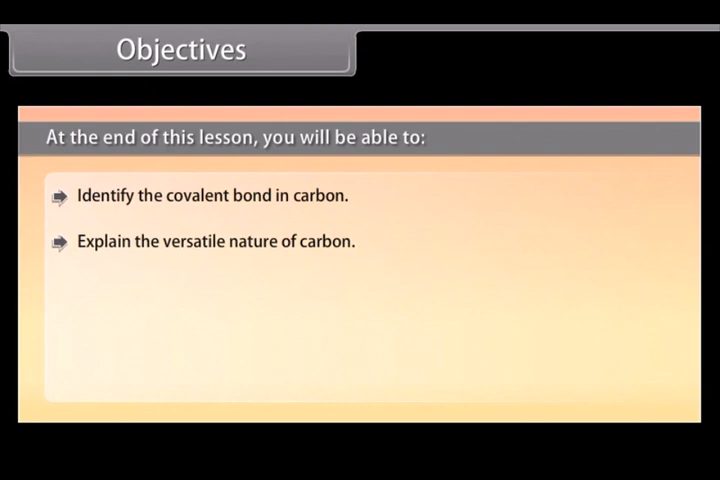 Objectives
At the end of this lesson, you will be able to:
Identify the covalent bond in carbon.
Explain the versatile nature of carbon.